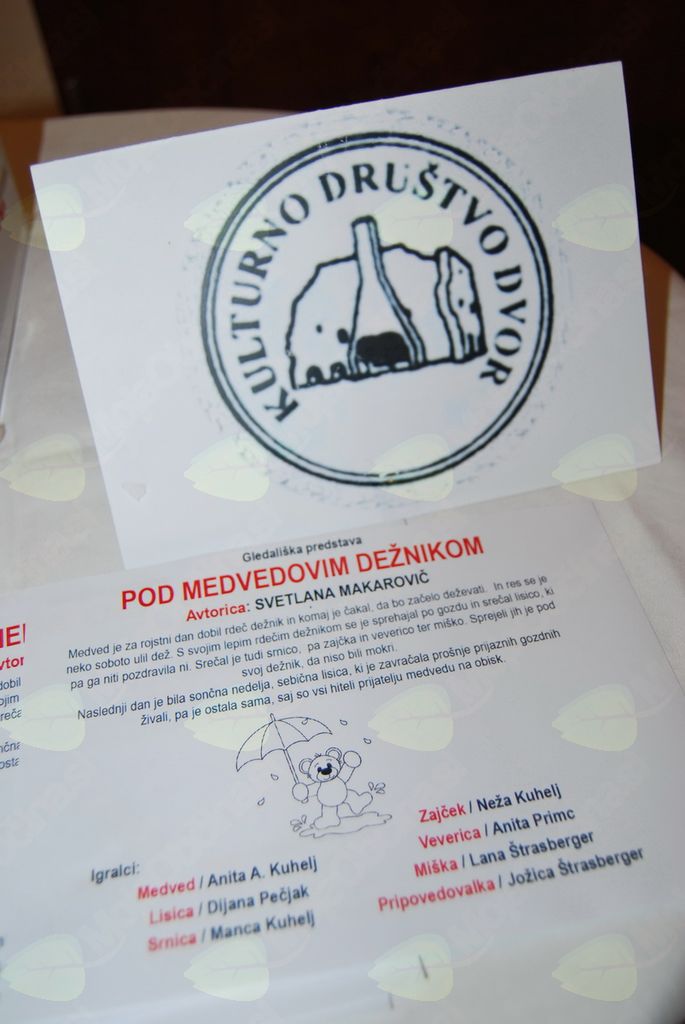 KULTURNO DRUŠTVO DVOR
Gledališka predstava
POD MEDVEDOVIM DEŽNIKOM
Avtorica: SVETLANA MAKAROVIČ
Medved je za rojstni dan dobil rdeč dežnik in komaj je čakal, da bo začelo deževati. In res se je
neko soboto ulil dež. S svojim lepim rdečim dežnikom se je sprehajal po gozdu in srečal lisico, ki
pa ga niti pozdravila ni. Srečal je tudi srnico, pa zajčka in veverico ter miško. Sprejeli jih je pod
svoj dežnik, da niso bili mokri.
Naslednji dan je bila sončna nedelja, sebična lisica, ki je zavračala prošnje prijaznih gozdnih
živali, pa je ostala sama, saj so vsi hiteli prijatelju medvedu na obisk.
Igralci:
Medved / Anita A. Kuhelj
Lisica / Dijana Pečjak
Srnica / Manca Kuhelj
Zajček / Neža Kuhelj
Veverica / Anita Primc
Miška / Lana Štrasberger
Pripovedovalka / Jožica Štrasberger